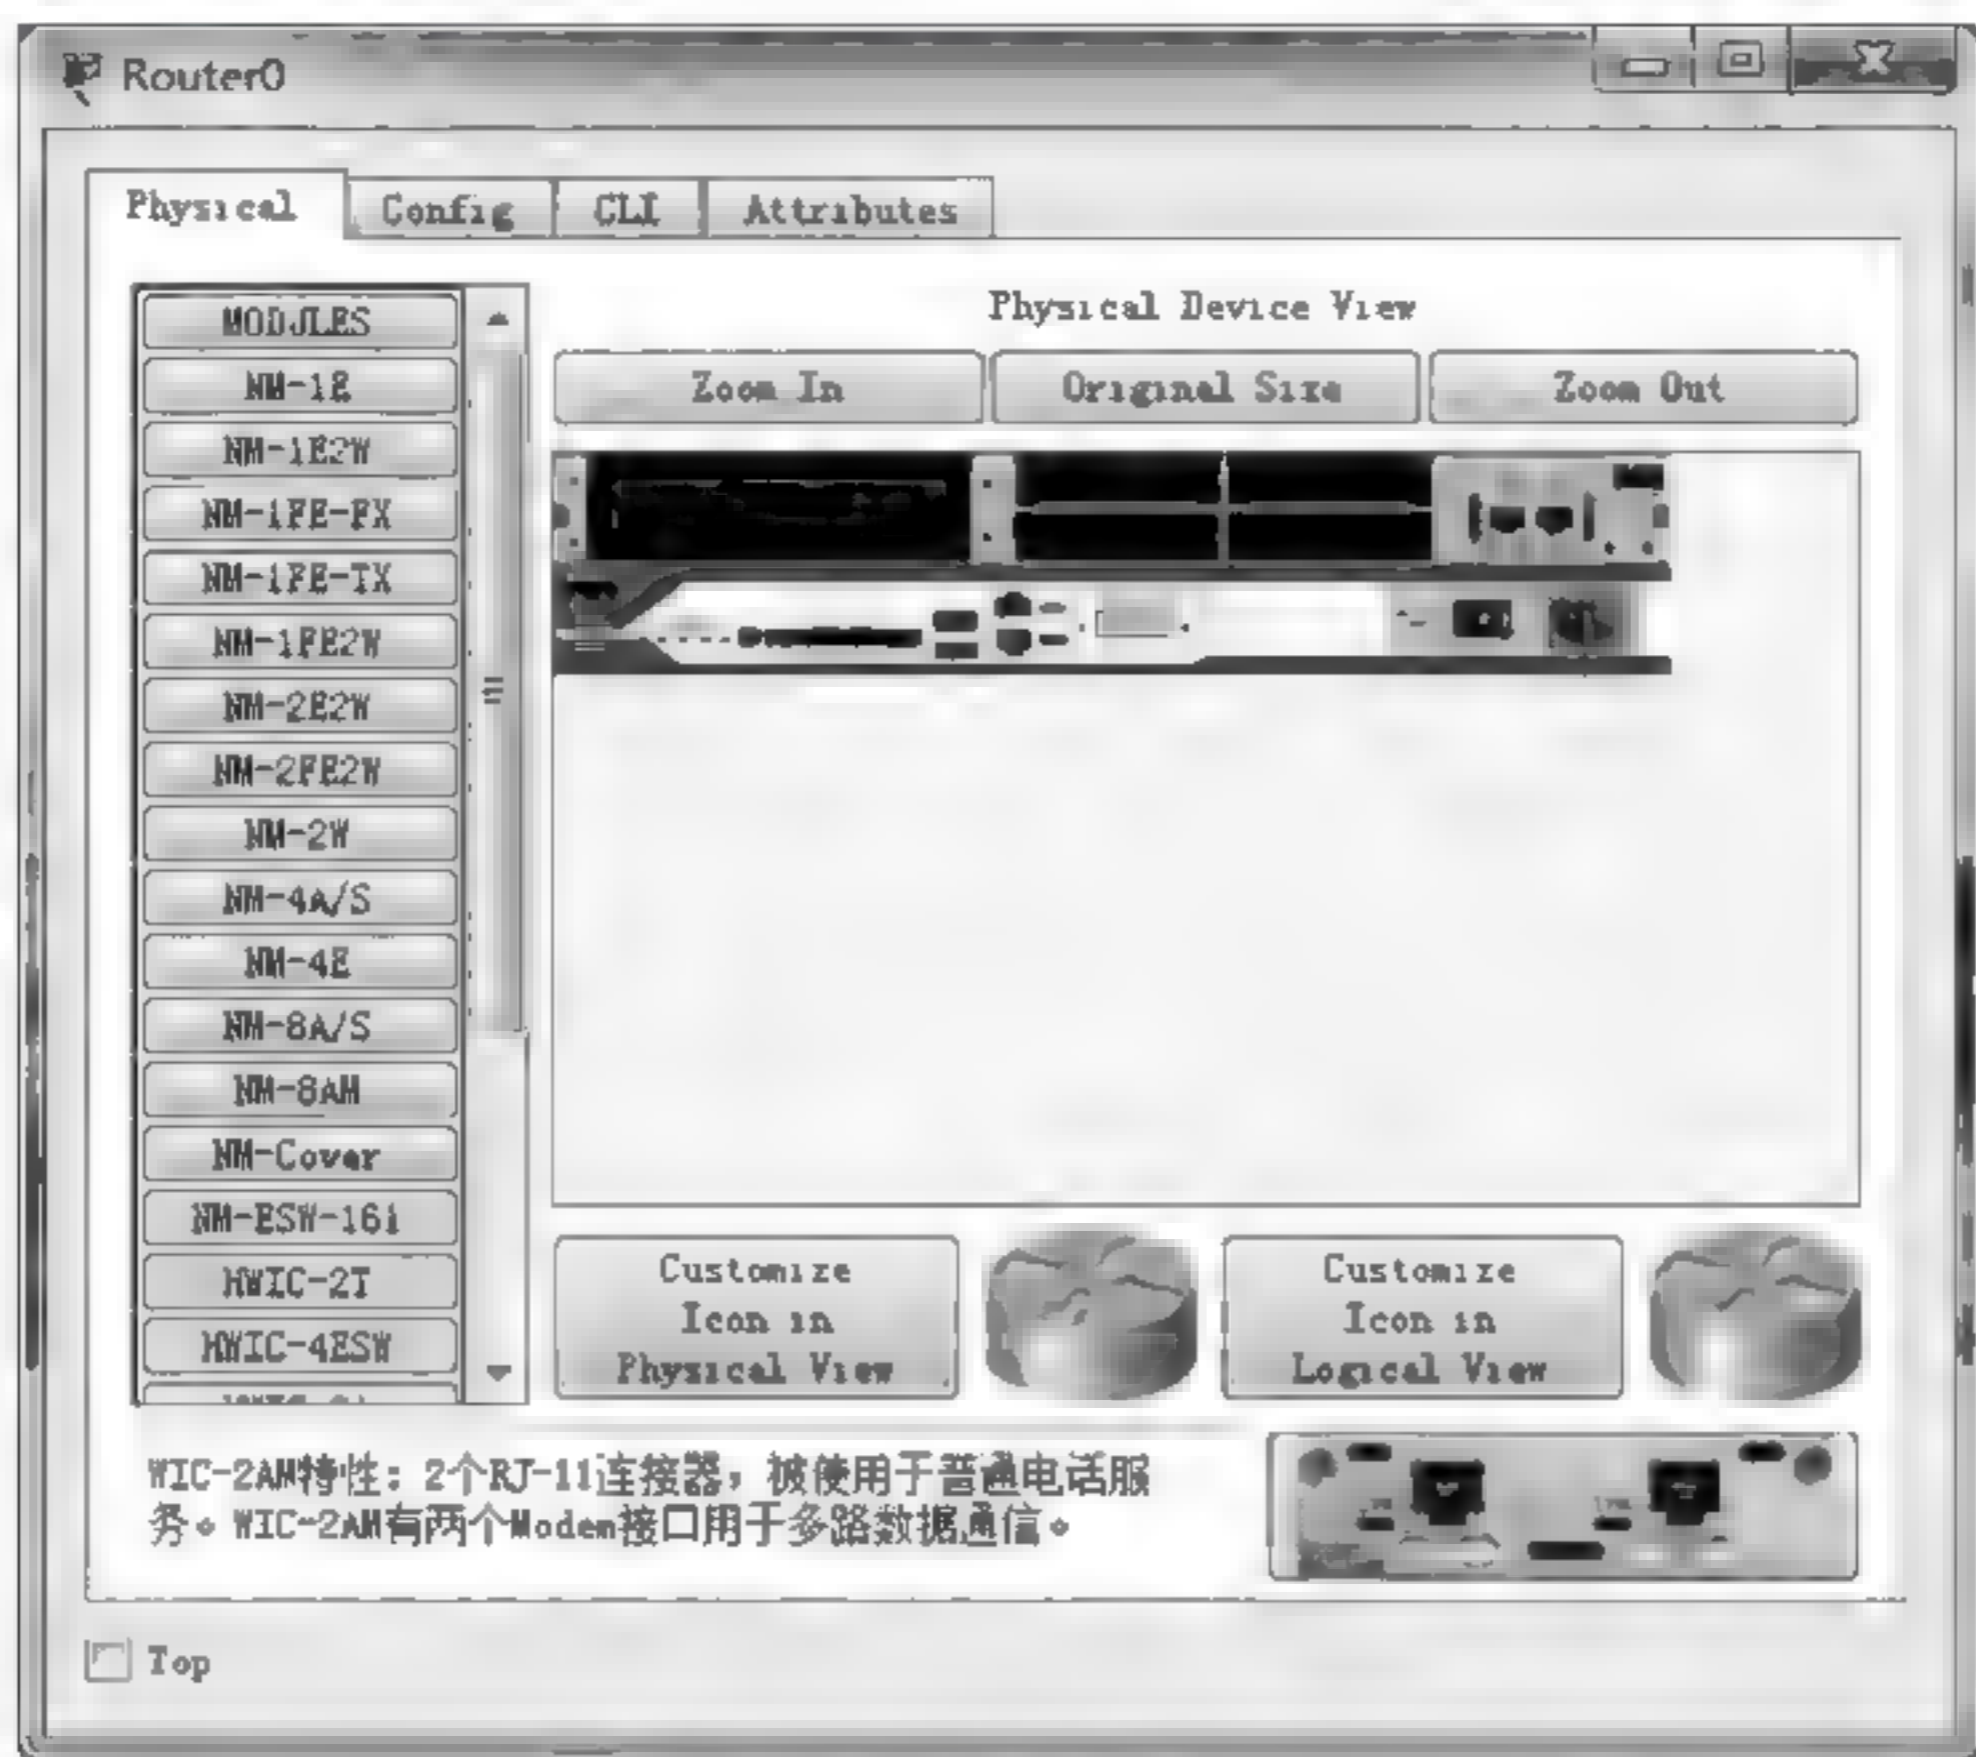 Router0
Physical
Config
CLI
Attributes
MODULES
NM-1E
NM-1E2W
NM-1FE-FX
NM-1FE-TX
NM-1FE2W
NM-2E2W
NM-2FE2W
NM-2W
NM-4A/S
NM-4E
NM-8A/S
NM-8AM
NM-Cover
NM-ESW-161
HWIC-2T
HWIC-4ESW
Physical Device View
Zoom In
Original Size
Zoom Out
Customize
Icon in
Physical View
Customize
Icon in
Logical View
WIC-2AM特性：2个RJ-11连接器，被使用于普通电话服
务。WIC-2AM有两个Modem接口用于多路数据通信。
Top